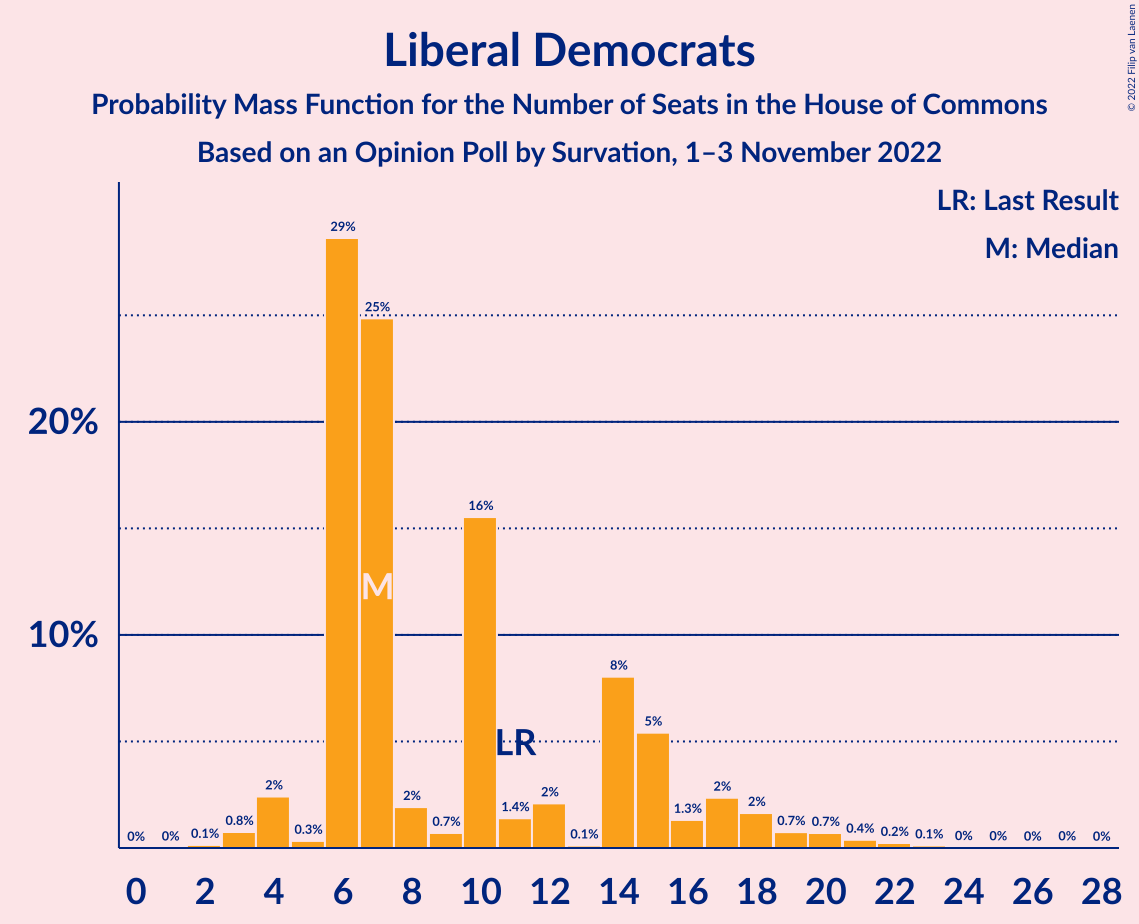 Liberal Democrats
Probability Mass Function for the Number of Seats in the House of Commons
Based on an Opinion Poll by Survation, 1–3 November 2022
© 2022 Filip van Laenen
LR: Last Result
M: Median
20%
10%
0% 0% 0.1% 0.8% 2% 0.3% 29% 25% 2% 0.7% 16% 1.4% 2% 0.1% 8% 5% 1.3% 2% 2% 0.7% 0.7% 0.4% 0.2% 0.1% 0% 0% 0% 0% 0%
M
LR
0 2 4 6 8 10 12 14 16 18 20 22 24 26 28